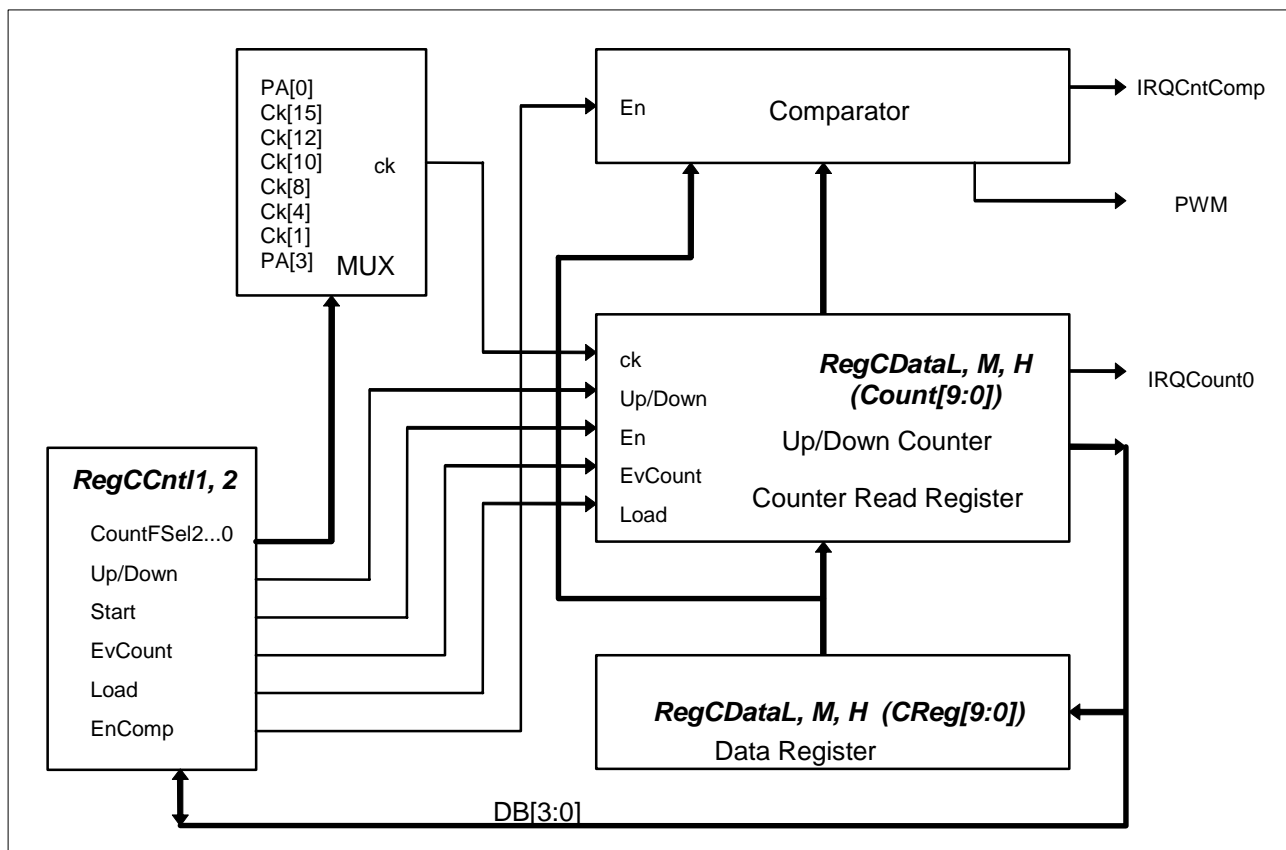 PA[0]
Ck[15]
Ck[12]
Ck[10]
Ck[8]
Ck[4]
Ck[1]
PA[3]
ck
MUX
En
Comparator
IRQCntComp
PWM
ck
Up/Down
En
EvCount
Load
RegCDataL, M, H
(Count[9:0])
Up/Down Counter
Counter Read Register
IRQCount0
RegCCntl1, 2
CountFSel2...0
Up/Down
Start
EvCount
Load
EnComp
RegCDataL, M, H (CReg[9:0])
Data Register
DB[3:0]